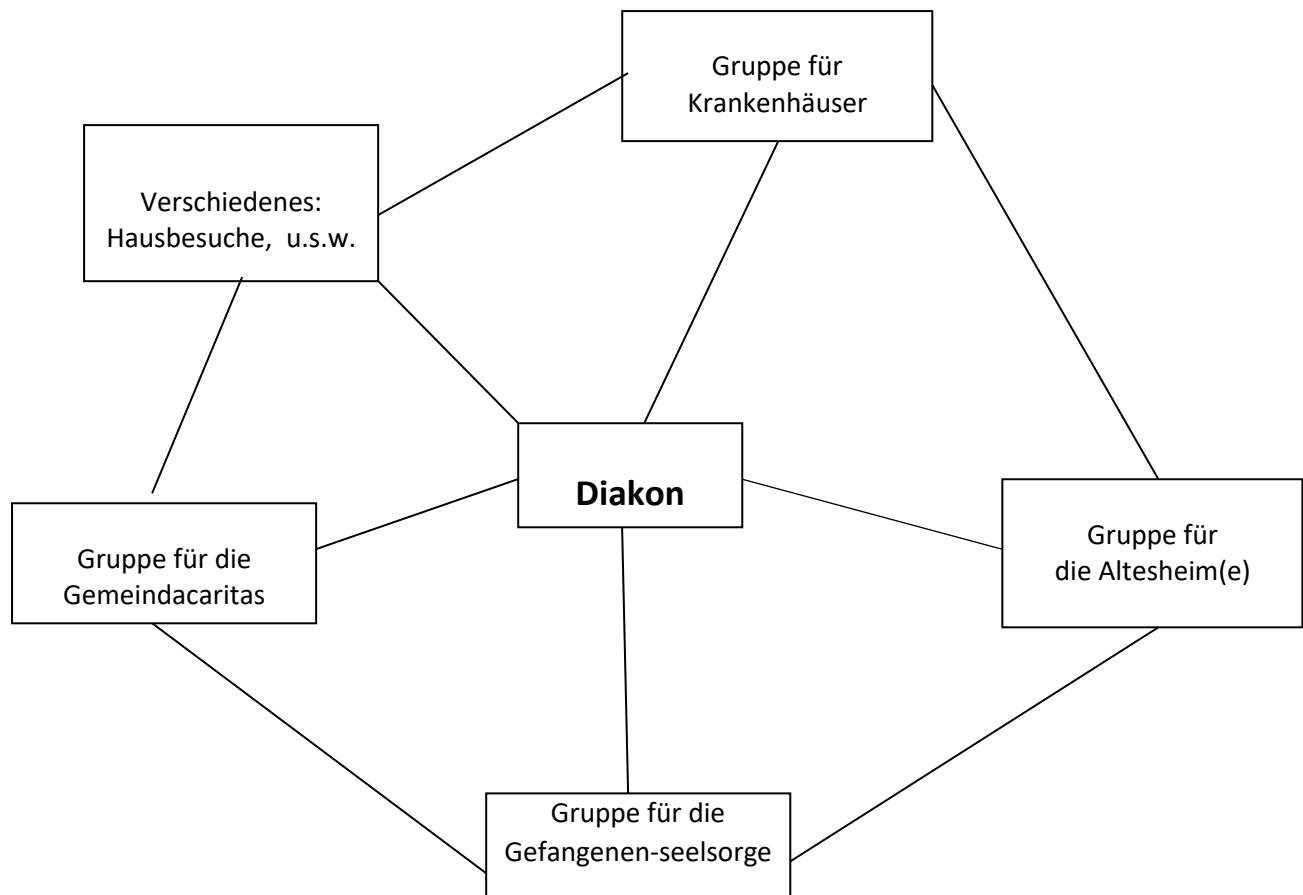 Gruppe für
Krankenhäuser
Verschiedenes:
Hausbesuche, u.s.w.
Diakon
Gruppe für
die Altesheim(e)
Gruppe für die
Gemeindacaritas
Gruppe für die
Gefangenen-seelsorge